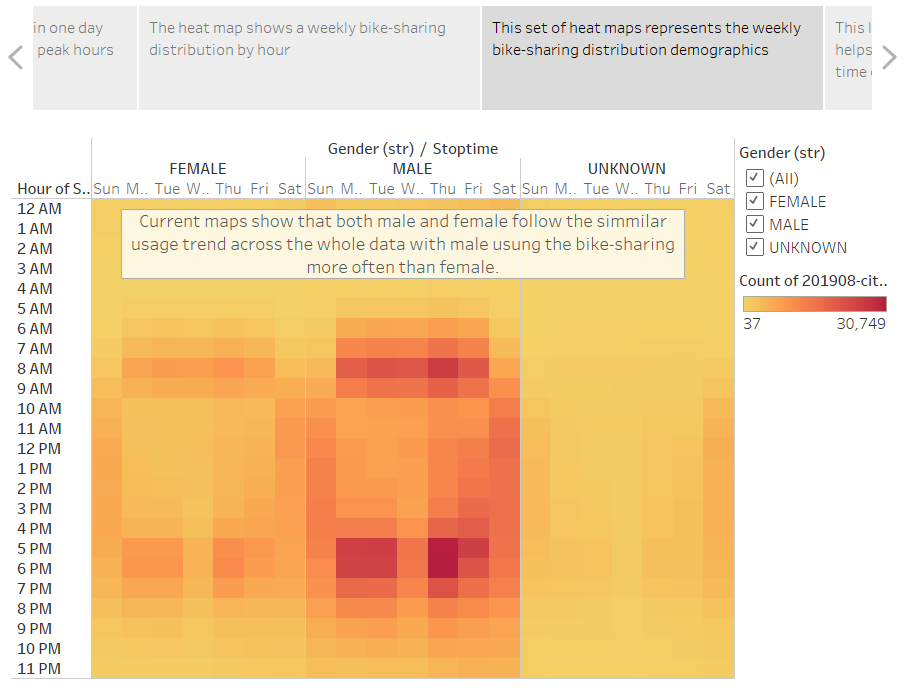 in one day
peak hours
The heat map shows a weekly bike-sharing
distribution by hour
This set of heat maps represents the weekly
bike-sharing distribution demographics
This
helps
time
Gender (str) / Stoptime
FEMALE MALE UNKNOWN
Hour of S.. Sun M.. Tue W.. Thu Fri Sat Sun M.. Tue W.. Thu Fri Sat Sun M.. Tue W.. Thu Fri Sat
12 AM
1 AM
2 AM
3 AM
4 AM
5 AM
6 AM
7 AM
8 AM
9 AM
10 AM
11 AM
12 PM
1 PM
2 PM
3 PM
4 PM
5 PM
6 PM
7 PM
8 PM
9 PM
10 PM
11 PM
Current maps show that both male and female follow the simmilar
usage trend across the whole data with male usung the bike-sharing
more often than female.
Gender (str)
(All)
FEMALE
MALE
UNKNOWN
Count of 201908-cit..
37 30,749